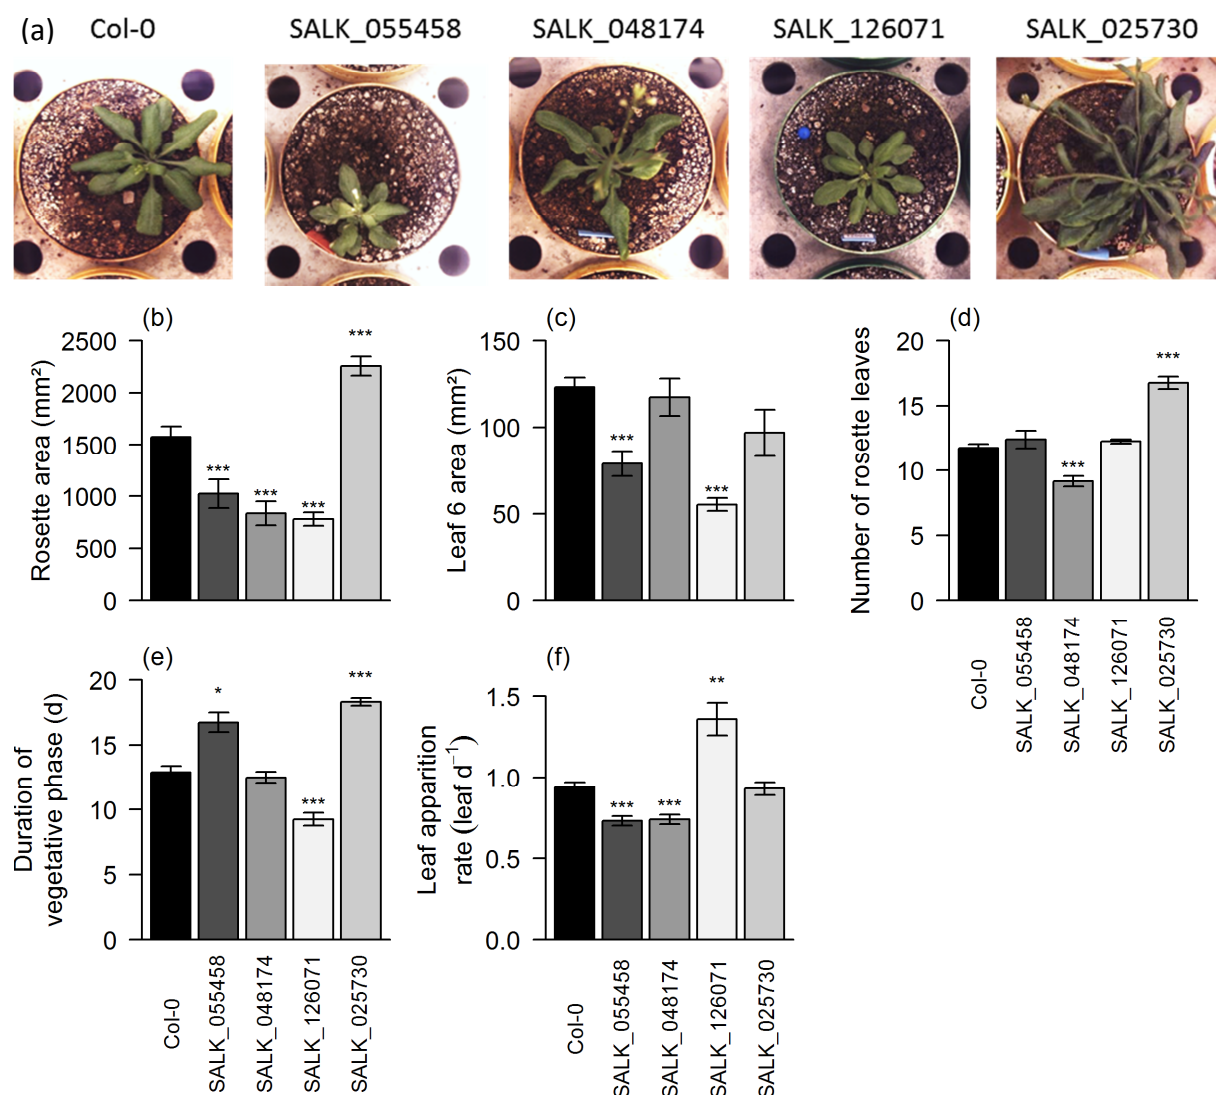 (a) Col-0 SALK_055458 SALK_048174 SALK_126071 SALK_025730
(b)
Rosette area (mm²)
2500
2000
1500
1000
500
0
***
***
***
***
(c)
Leaf 6 area (mm²)
150
100
50
0
***
***
(d)
Number of rosette leaves
20
15
10
5
0
***
***
Col-0
SALK_055458
SALK_048174
SALK_126071
SALK_025730
(e)
Duration of
vegetative phase (d)
20
15
10
5
0
*
***
***
Col-0
SALK_055458
SALK_048174
SALK_126071
SALK_025730
(f)
Leaf apparition
rate (leaf d⁻¹)
1.5
1.0
0.5
0.0
***
***
**
Col-0
SALK_055458
SALK_048174
SALK_126071
SALK_025730